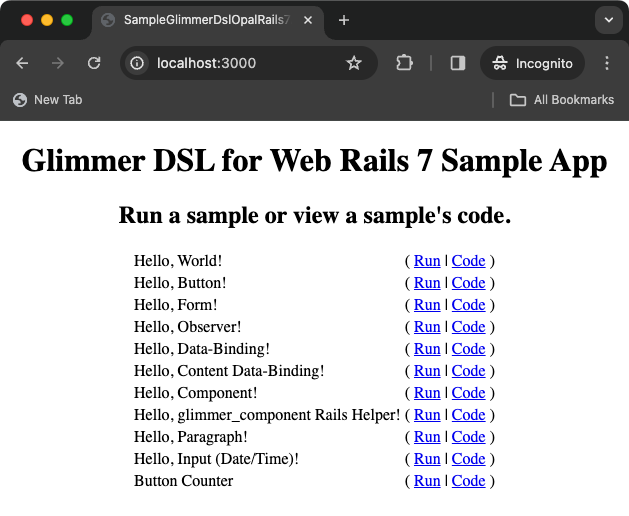 SampleGlimmerDslOpalRails7
localhost:3000
Incognito
New Tab
All Bookmarks
Glimmer DSL for Web Rails 7 Sample App
Run a sample or view a sample's code.
Hello, World! ( Run | Code )
Hello, Button! ( Run | Code )
Hello, Form! ( Run | Code )
Hello, Observer! ( Run | Code )
Hello, Data-Binding! ( Run | Code )
Hello, Content Data-Binding! ( Run | Code )
Hello, Component! ( Run | Code )
Hello, glimmer_component Rails Helper! ( Run | Code )
Hello, Paragraph! ( Run | Code )
Hello, Input (Date/Time)! ( Run | Code )
Button Counter ( Run | Code )